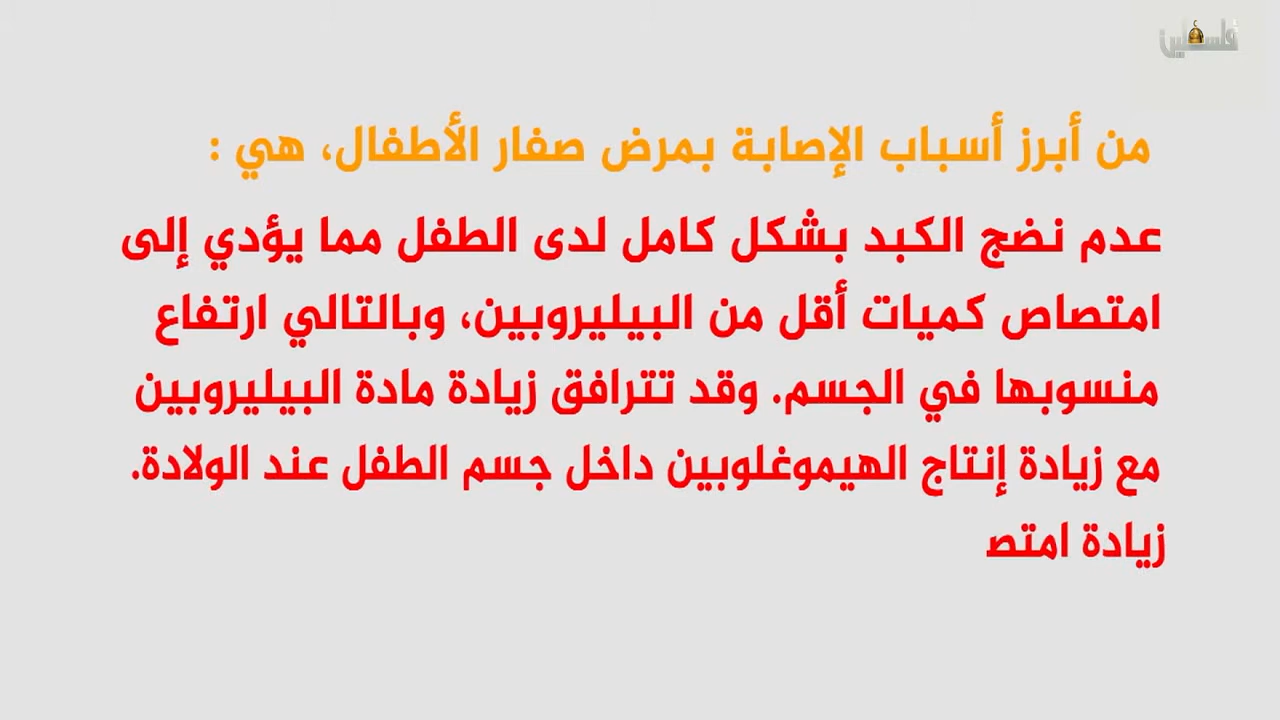 فلسطين
من أبرز أسباب الإصابة بمرض صفار الأطفال، هي :
عدم نضج الكبد بشكل كامل لدى الطفل مما يؤدي إلى
امتصاص كميات أقل من البيليروبين، وبالتالي ارتفاع
منسوبها في الجسم. وقد تترافق زيادة مادة البيليروبين
مع زيادة إنتاج الهيموغلوبين داخل جسم الطفل عند الولادة.
زيادة امتص